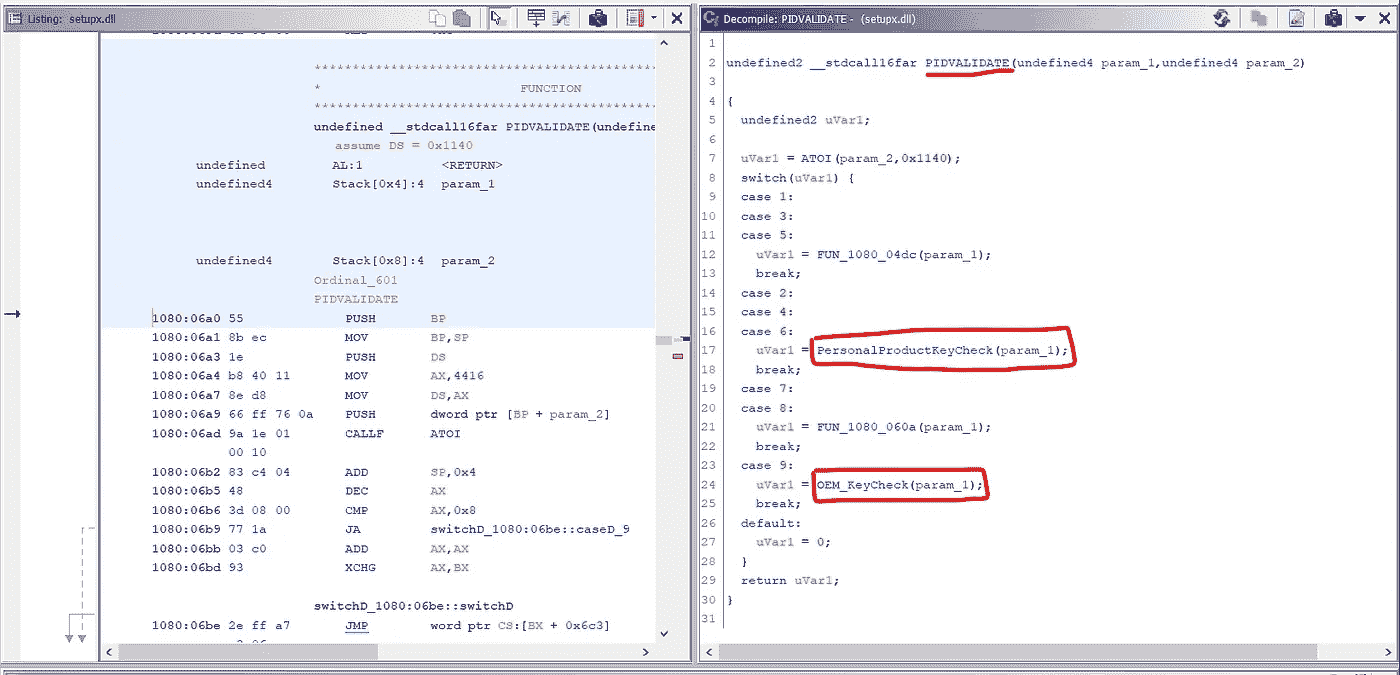 Listing: setupx.dll
************************************************
* FUNCTION
************************************************
undefined __stdcall16far PIDVALIDATE(undefine
assume DS = 0x1140
undefined AL:1 <RETURN>
undefined4 Stack[0x4]:4 param_1
undefined4 Stack[0x8]:4 param_2
Ordinal_601
PIDVALIDATE
1080:06a0 55 PUSH BP
1080:06a1 8b ec MOV BP,SP
1080:06a3 1e PUSH DS
1080:06a4 b8 40 11 MOV AX,4416
1080:06a7 8e d8 MOV DS,AX
1080:06a9 66 ff 76 0a PUSH dword ptr [BP + param_2]
1080:06ad 9a 1e 01 CALLF ATOI
00 10
1080:06b2 83 c4 04 ADD SP,0x4
1080:06b5 48 DEC AX
1080:06b6 3d 08 00 CMP AX,0x8
1080:06b9 77 1a JA switchD_1080:06be::caseD_9
1080:06bb 03 c0 ADD AX,AX
1080:06bd 93 XCHG AX,BX
switchD_1080:06be::switchD
1080:06be 2e ff a7 JMP word ptr CS:[BX + 0x6c3]
Decompile: PIDVALIDATE - (setupx.dll)
1
2 undefined2 __stdcall16far PIDVALIDATE(undefined4 param_1,undefined4 param_2)
3
4 {
5 undefined2 uVar1;
6
7 uVar1 = ATOI(param_2,0x1140);
8 switch(uVar1) {
9 case 1:
10 case 3:
11 case 5:
12 uVar1 = FUN_1080_04dc(param_1);
13 break;
14 case 2:
15 case 4:
16 case 6:
17 uVar1 = PersonalProductKeyCheck(param_1);
18 break;
19 case 7:
20 case 8:
21 uVar1 = FUN_1080_060a(param_1);
22 break;
23 case 9:
24 uVar1 = OEM_KeyCheck(param_1);
25 break;
26 default:
27 uVar1 = 0;
28 }
29 return uVar1;
30 }
31